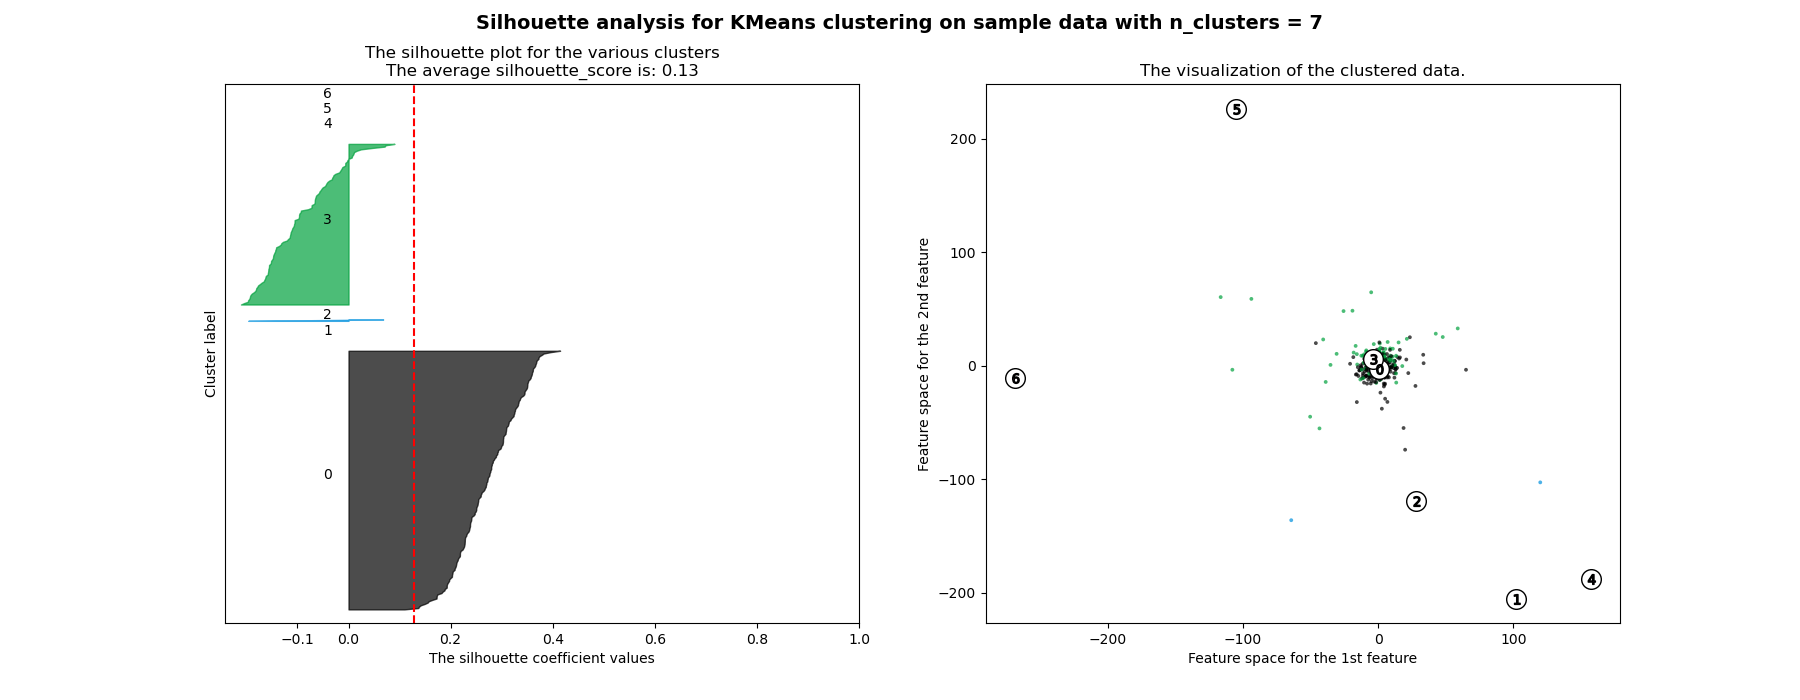 Silhouette analysis for KMeans clustering on sample data with n_clusters = 7
The silhouette plot for the various clusters
The average silhouette_score is: 0.13
6
5
4
3
2
1
0
Cluster label
−0.1 0.0 0.2 0.4 0.6 0.8 1.0
The silhouette coefficient values
The visualization of the clustered data.
200
100
0
−100
−200
Feature space for the 2nd feature
5
3
0
6
2
4
1
−200 −100 0 100
Feature space for the 1st feature